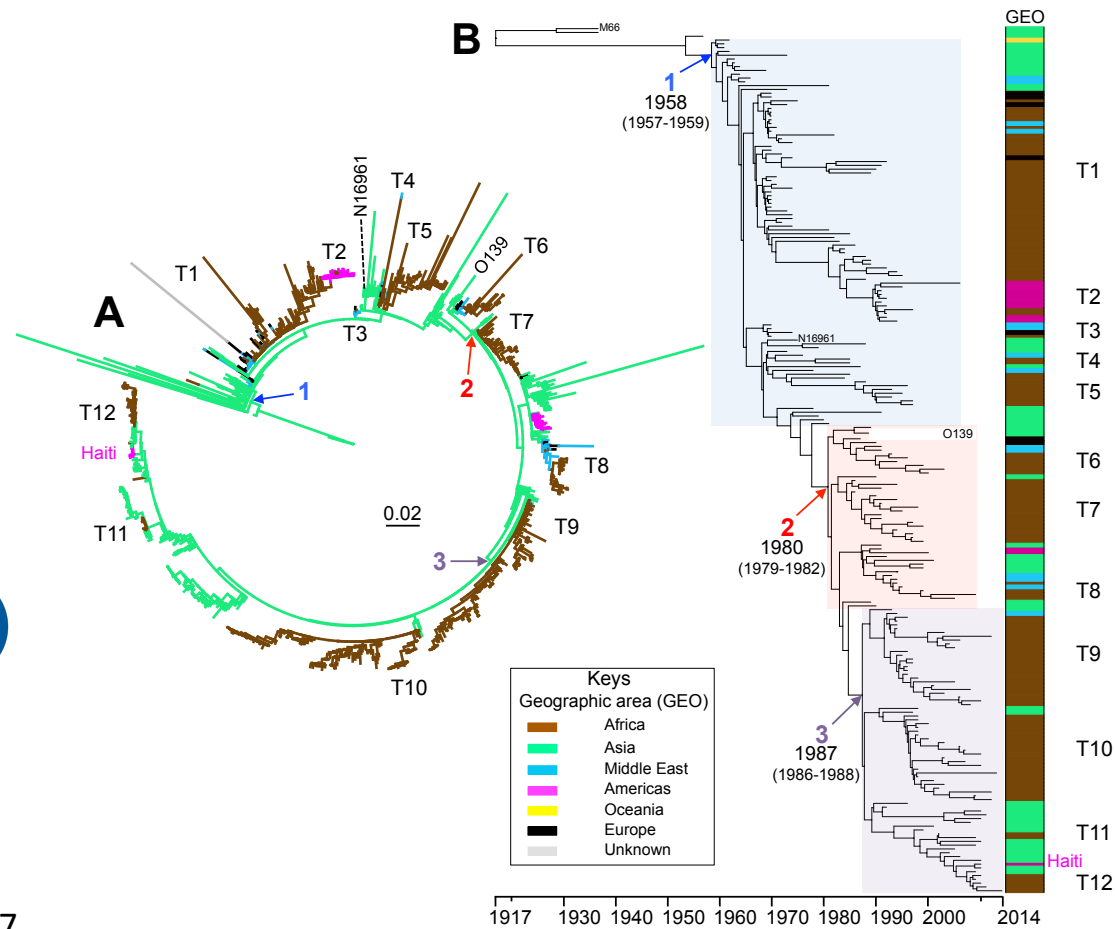 A
T1
T2
T3
N16961
T4
T5
O139
T6
T7
T8
T9
T10
T11
T12
Haiti
1
2
3
0.02
B
M66
1
1958
(1957-1959)
N16961
O139
2
1980
(1979-1982)
3
1987
(1986-1988)
GEO
T1
T2
T3
T4
T5
T6
T7
T8
T9
T10
T11
Haiti
T12
Keys
Geographic area (GEO)
Africa
Asia
Middle East
Americas
Oceania
Europe
Unknown
1917 1930 1940 1950 1960 1970 1980 1990 2000 2014
7